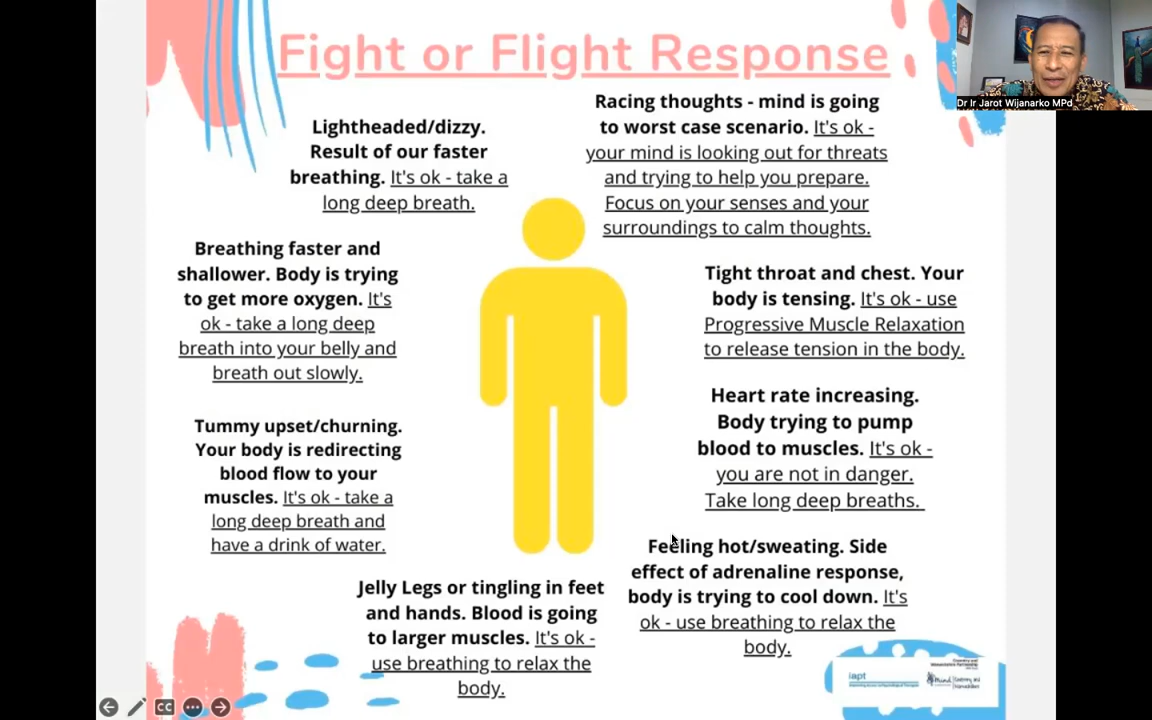 Fight or Flight Response
Dr Ir Jarot Wijanarko MPd
Lightheaded/dizzy.
Result of our faster
breathing. It's ok - take a
long deep breath.
Racing thoughts - mind is going
to worst case scenario. It's ok -
your mind is looking out for threats
and trying to help you prepare.
Focus on your senses and your
surroundings to calm thoughts.
Breathing faster and
shallower. Body is trying
to get more oxygen. It's
ok - take a long deep
breath into your belly and
breath out slowly.
Tight throat and chest. Your
body is tensing. It's ok - use
Progressive Muscle Relaxation
to release tension in the body.
Heart rate increasing.
Body trying to pump
blood to muscles. It's ok -
you are not in danger.
Take long deep breaths.
Tummy upset/churning.
Your body is redirecting
blood flow to your
muscles. It's ok - take a
long deep breath and
have a drink of water.
Feeling hot/sweating. Side
effect of adrenaline response,
body is trying to cool down. It's
ok - use breathing to relax the
body.
Jelly Legs or tingling in feet
and hands. Blood is going
to larger muscles. It's ok -
use breathing to relax the
body.
iapt
mind
CC